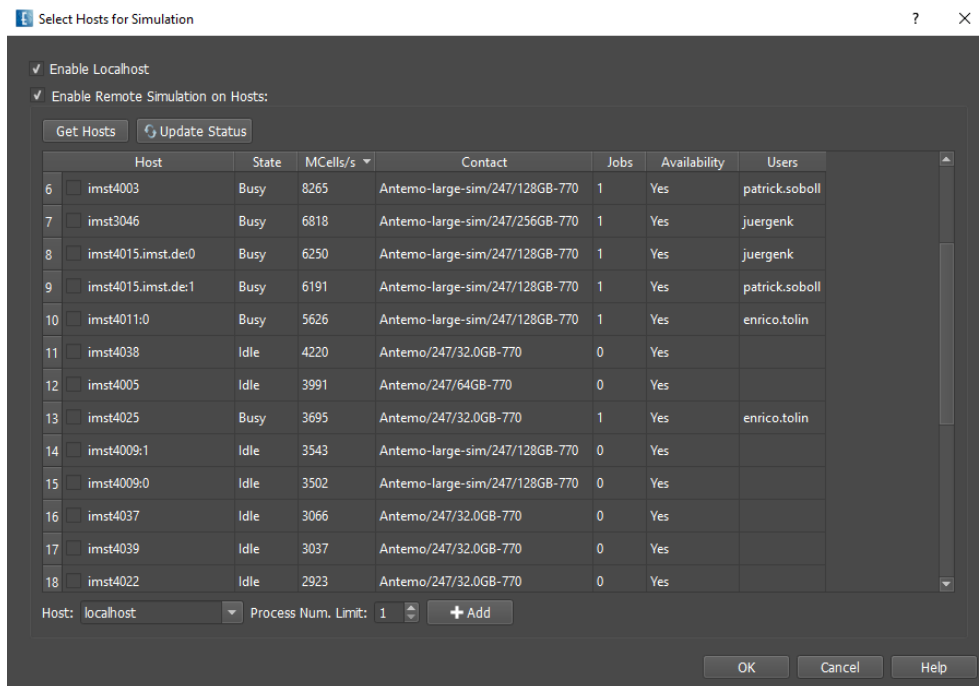 Select Hosts for Simulation ? ×
Enable Localhost
Enable Remote Simulation on Hosts:
Get Hosts Update Status
Host State MCells/s Contact Jobs Availability Users
6 imst4003 Busy 8265 Antemo-large-sim/247/128GB-770 1 Yes patrick.soboll
7 imst3046 Busy 6818 Antemo-large-sim/247/256GB-770 1 Yes juergenk
8 imst4015.imst.de:0 Busy 6250 Antemo-large-sim/247/128GB-770 1 Yes juergenk
9 imst4015.imst.de:1 Busy 6191 Antemo-large-sim/247/128GB-770 1 Yes patrick.soboll
10 imst4011:0 Busy 5626 Antemo-large-sim/247/128GB-770 1 Yes enrico.tolin
11 imst4038 Idle 4220 Antemo/247/32.0GB-770 0 Yes
12 imst4005 Idle 3991 Antemo/247/64GB-770 0 Yes
13 imst4025 Busy 3695 Antemo/247/32.0GB-770 1 Yes enrico.tolin
14 imst4009:1 Idle 3543 Antemo-large-sim/247/128GB-770 0 Yes
15 imst4009:0 Idle 3502 Antemo-large-sim/247/128GB-770 0 Yes
16 imst4037 Idle 3066 Antemo/247/32.0GB-770 0 Yes
17 imst4039 Idle 3037 Antemo/247/32.0GB-770 0 Yes
18 imst4022 Idle 2923 Antemo/247/32.0GB-770 0 Yes
Host: localhost Process Num. Limit: 1 Add
OK Cancel Help